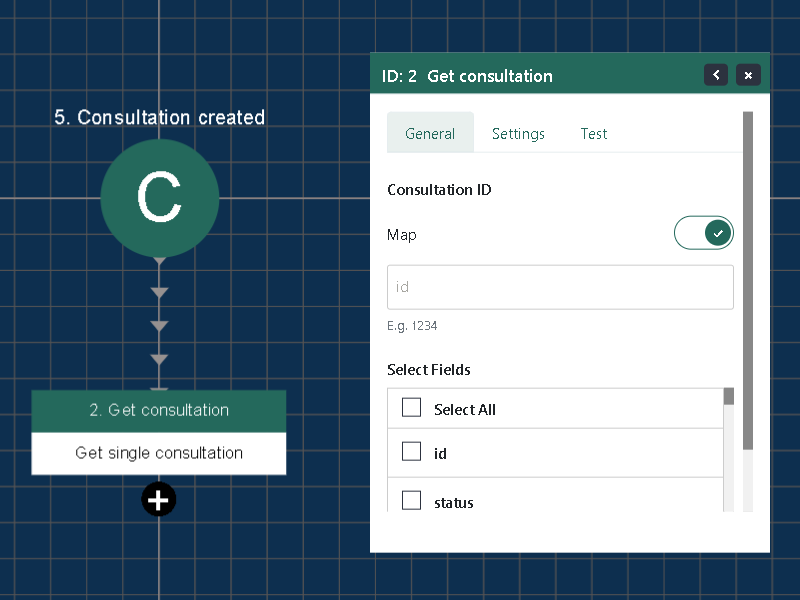 5. Consultation created
C
2. Get consultation
Get single consultation
ID: 2 Get consultation
General Settings Test
Consultation ID
Map
id
E.g. 1234
Select Fields
Select All
id
status